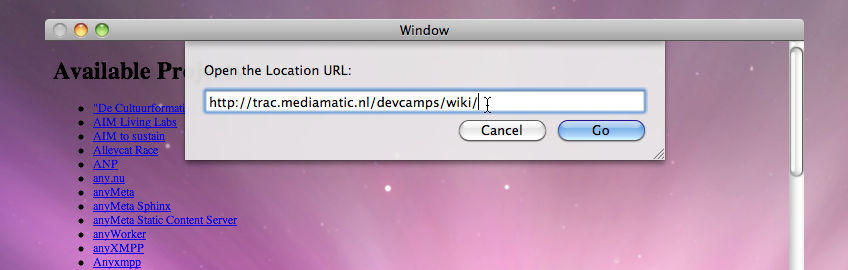 Window
Available Pro
Open the Location URL:
http://trac.mediamatic.nl/devcamps/wiki/
Cancel
Go
"De Cultuurformati
AIM Living Labs
AIM to sustain
Alleycat Race
ANP
any.nu
anyMeta
anyMeta Sphinx
anyMeta Static Content Server
anyWorker
anyXMPP
Anyxmpp